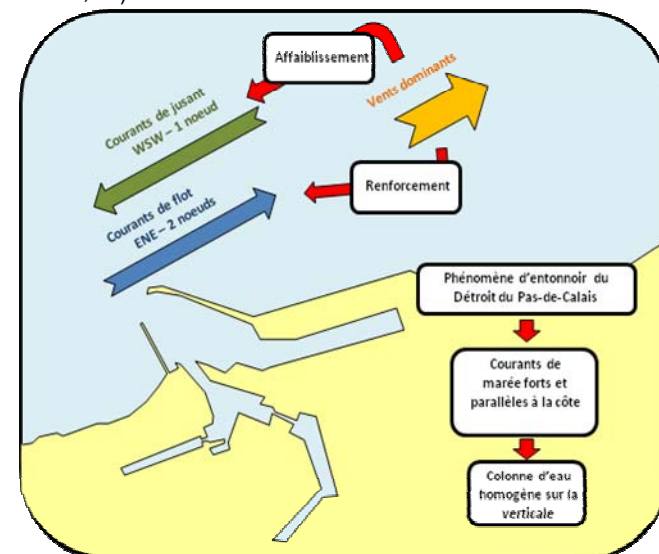 Affaiblissement
Vents dominants
Courants de jusant
WSW – 1 noeud
Renforcement
Courants de flot
ENE – 2 noeuds
Phénomène d'entonnoir du
Détroit du Pas-de-Calais
Courants de
marée forts et
parallèles à la côte
Colonne d'eau
homogène sur la
verticale